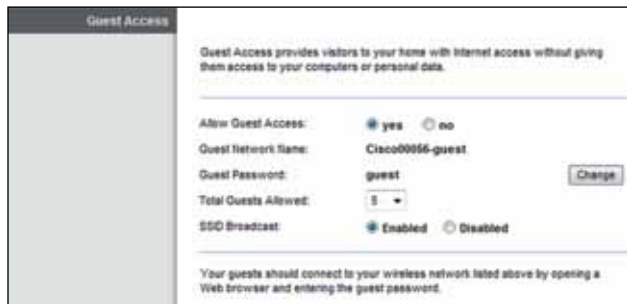 Guest Access
Guest Access provides visitors to your home with Internet access without giving
them access to your computers or personal data.
Allow Guest Access: yes no
Guest Network Name: Cisco00056-guest
Guest Password: guest Change
Total Guests Allowed: 5
SSID Broadcast: Enabled Disabled
Your guests should connect to your wireless network listed above by opening a
Web browser and entering the guest password.